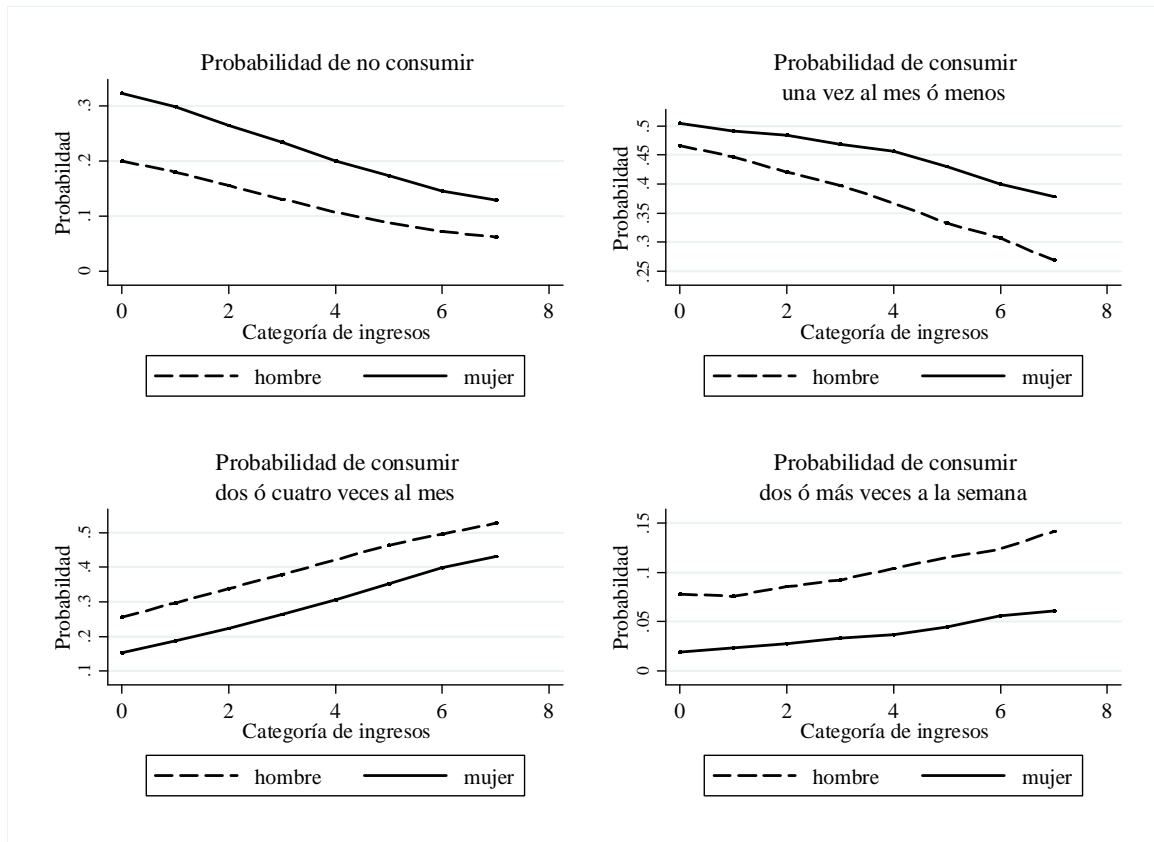 Probabilidad de no consumir
Probabildad
.3
.2
.1
0
0 2 4 6 8
Categoría de ingresos
hombre mujer
Probabilidad de consumir
una vez al mes ó menos
Probabildad
.5
.45
.4
.35
.3
.25
0 2 4 6 8
Categoría de ingresos
hombre mujer
Probabilidad de consumir
dos ó cuatro veces al mes
Probabildad
.5
.4
.3
.2
.1
0 2 4 6 8
Categoría de ingresos
hombre mujer
Probabilidad de consumir
dos ó más veces a la semana
Probabildad
.15
.1
.05
0
0 2 4 6 8
Categoría de ingresos
hombre mujer